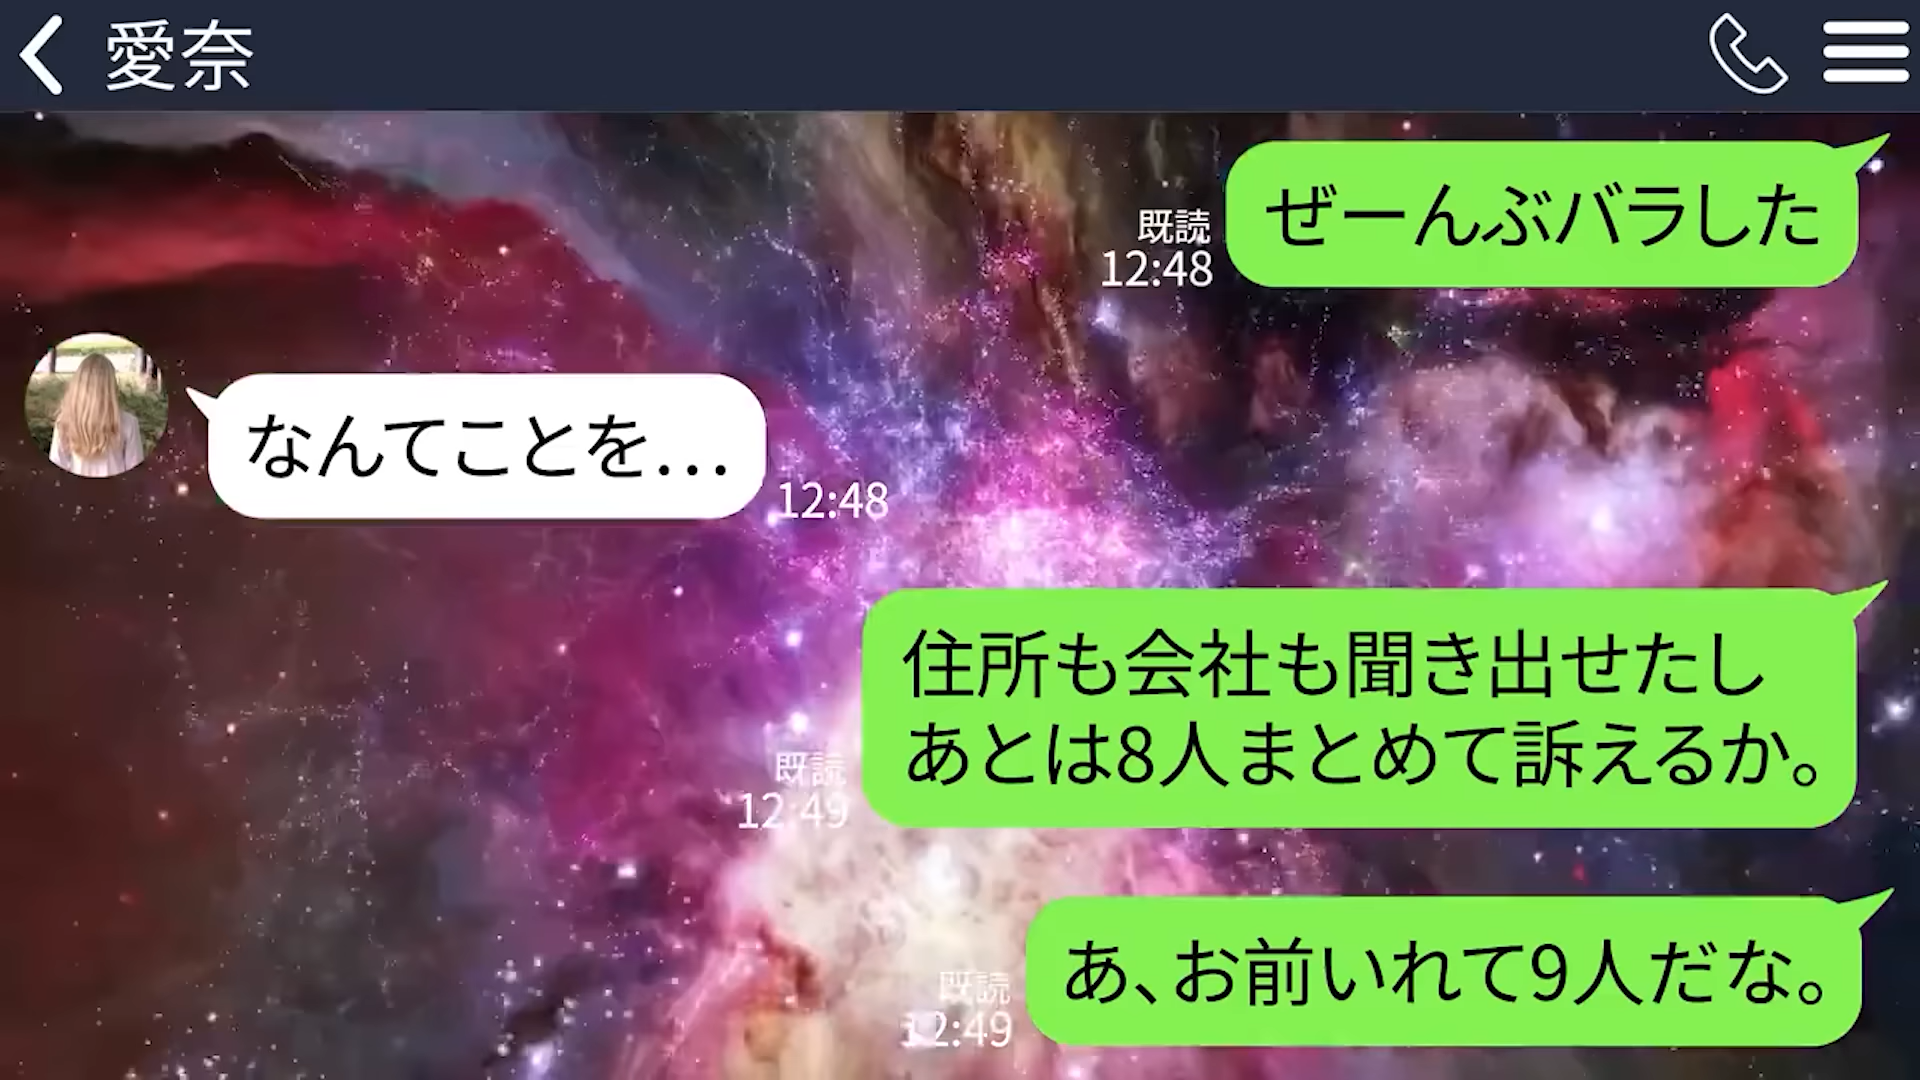 愛奈
ぜーんぶバラした
既読
12:48
なんてことを…
12:48
住所も会社も聞き出せたし
あとは8人まとめて訴えるか。
既読
12:49
あ、お前いれて9人だな。
既読
12:49